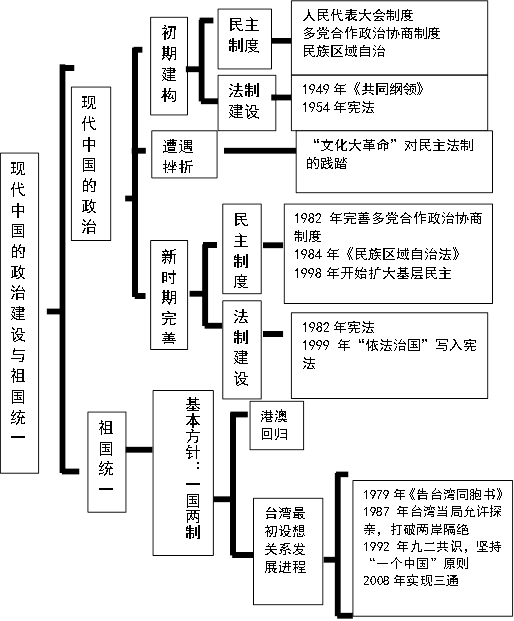 现代中国的政治建设与祖国统一
现代中国的政治
初期建构
民主
制度
人民代表大会制度
多党合作政治协商制度
民族区域自治
法制
建设
1949年《共同纲领》
1954年宪法
遭遇
挫折
“文化大革命”对民主法制
的践踏
新时期完善
民主制度
1982 年完善多党合作政治协商
制度
1984年《民族区域自治法》
1998年开始扩大基层民主
法制建设
1982年宪法
1999 年“依法治国”写入宪
法
祖国统一
基本方针：一国两制
港澳
回归
台湾最
初设想
关系发
展进程
1979年《告台湾同胞书》
1987 年台湾当局允许探
亲，打破两岸隔绝
1992年九二共识，坚持
“一个中国”原则
2008年实现三通